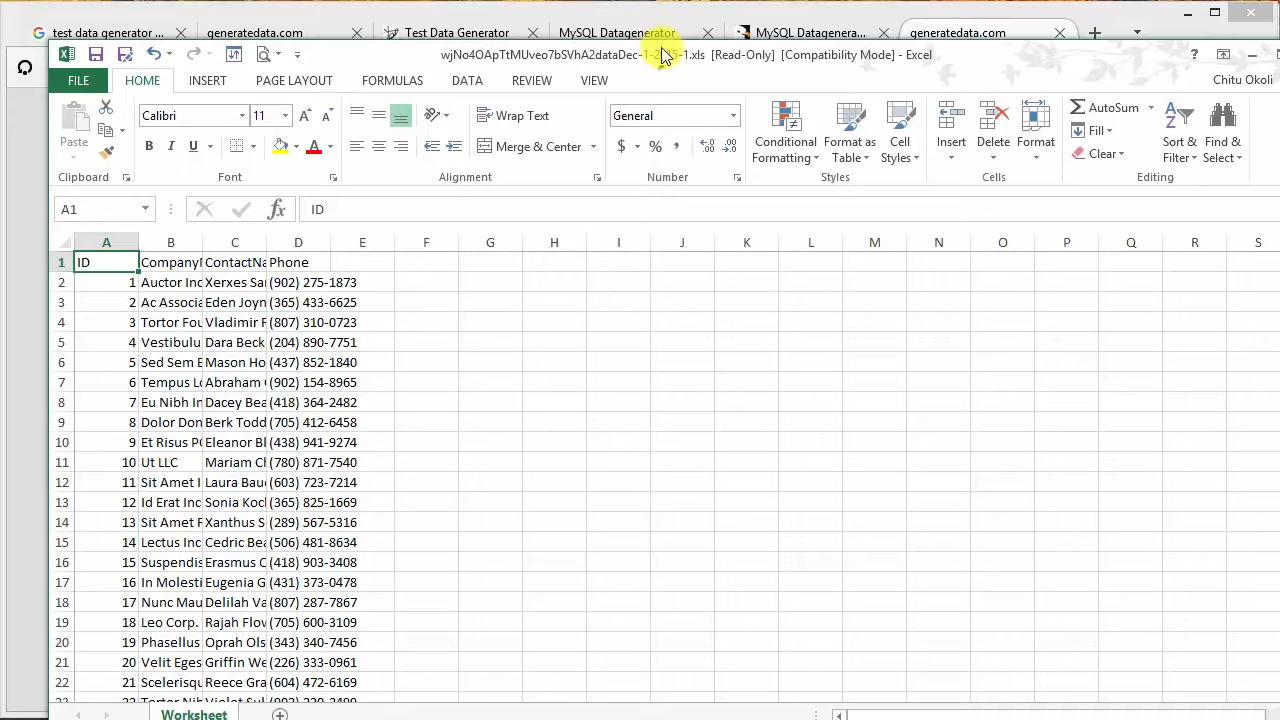 test data generator ...
generatedata.com
Test Data Generator
MySQL Datagenerator
MySQL Datagenera...
generatedata.com
[Read-Only] [Compatibility Mode] - Excel
FILE
HOME
INSERT
PAGE LAYOUT
FORMULAS
DATA
REVIEW
VIEW
Chitu Okoli
Paste
Calibri
11
B I U
Wrap Text
Merge & Center
General
$ % ,
Conditional Formatting
Format as Table
Cell Styles
Insert
Delete
Format
AutoSum
Fill
Clear
Sort & Filter
Find & Select
Clipboard
Font
Alignment
Number
Styles
Cells
Editing
A1
fx
ID
A B C D E F G H I J K L M N O P Q R S
1 ID CompanyN ContactNa Phone
2 1 Auctor Inc Xerxes Sar (902) 275-1873
3 2 Ac Associa Eden Joyn (365) 433-6625
4 3 Tortor Fou Vladimir F (807) 310-0723
5 4 Vestibulu Dara Beck (204) 890-7751
6 5 Sed Sem E Mason Ho (437) 852-1840
7 6 Tempus Lo Abraham (902) 154-8965
8 7 Eu Nibh In Dacey Bea (418) 364-2482
9 8 Dolor Don Berk Todd (705) 412-6458
10 9 Et Risus PC Eleanor Bl (438) 941-9274
11 10 Ut LLC Mariam Cl (780) 871-7540
12 11 Sit Amet I Laura Bauc (603) 723-7214
13 12 Id Erat Inc Sonia Koch (365) 825-1669
14 13 Sit Amet F Xanthus S (289) 567-5316
15 14 Lectus Inc Cedric Bea (506) 481-8634
16 15 Suspendis Erasmus C (418) 903-3408
17 16 In Molesti Eugenia G (431) 373-0478
18 17 Nunc Mau Delilah Va (807) 287-7867
19 18 Leo Corp. Rajah Flov (705) 600-3109
20 19 Phasellus Oprah Ols (343) 340-7456
21 20 Velit Eges Griffin We (226) 333-0961
22 21 Scelerisqu Reece Gra (604) 472-6169
Worksheet